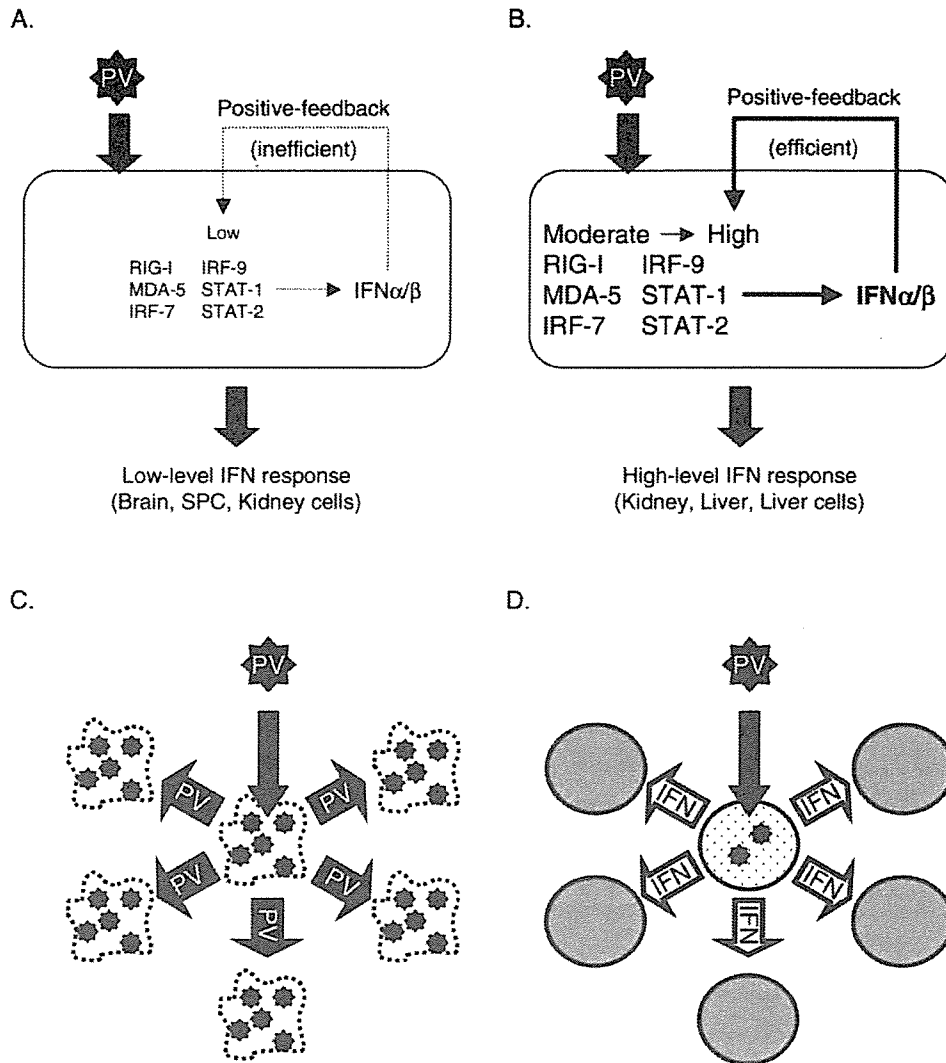 A.
PV
Positive-feedback
(inefficient)
Low
RIG-I IRF-9
MDA-5 STAT-1
IRF-7 STAT-2
IFNα/β
Low-level IFN response
(Brain, SPC, Kidney cells)
B.
PV
Positive-feedback
(efficient)
Moderate → High
RIG-I IRF-9
MDA-5 STAT-1
IRF-7 STAT-2
IFNα/β
High-level IFN response
(Kidney, Liver, Liver cells)
C.
PV
PV
PV
PV
PV
PV
D.
PV
IFN
IFN
IFN
IFN
IFN